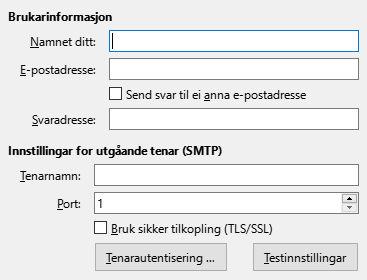 Brukarinformasjon
Namnet ditt:
E-postadresse:
Send svar til ei anna e-postadresse
Svaradresse:
Innstillingar for utgåande tenar (SMTP)
Tenarnamn:
Port: 1
Bruk sikker tilkopling (TLS/SSL)
Tenarautentisering ... Testinnstillingar